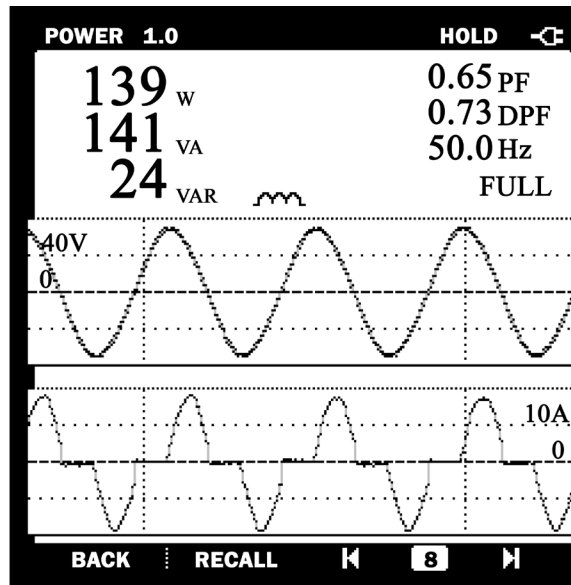 POWER 1.0 HOLD
139 W 0.65 PF
141 VA 0.73 DPF
24 VAR 50.0 Hz
FULL
40V
0
10A
0
BACK RECALL 8